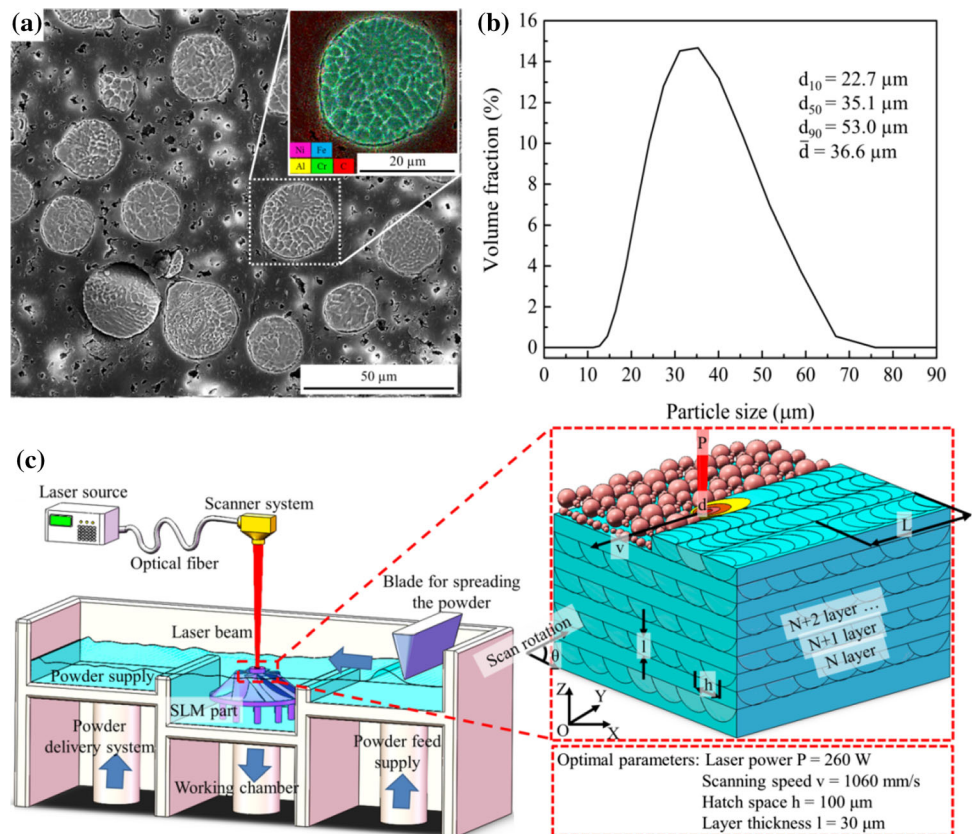 (a)
Ni Fe
Al Cr C
20 μm
50 μm
(b)
16
14
12
10
8
6
4
2
0
Volume fraction (%)
d10 = 22.7 μm
d50 = 35.1 μm
d90 = 53.0 μm
d̄ = 36.6 μm
0 10 20 30 40 50 60 70 80 90
Particle size (μm)
(c)
Laser source
Scanner system
Optical fiber
Blade for spreading
the powder
Laser beam
Powder supply
SLM part
Powder
delivery system
Working chamber
Powder feed
supply
P
d
v
L
N+2 layer ...
N+1 layer
N layer
Scan rotation
θ
l
h
Z
Y
O
X
Optimal parameters: Laser power P = 260 W
Scanning speed v = 1060 mm/s
Hatch space h = 100 μm
Layer thickness l = 30 μm